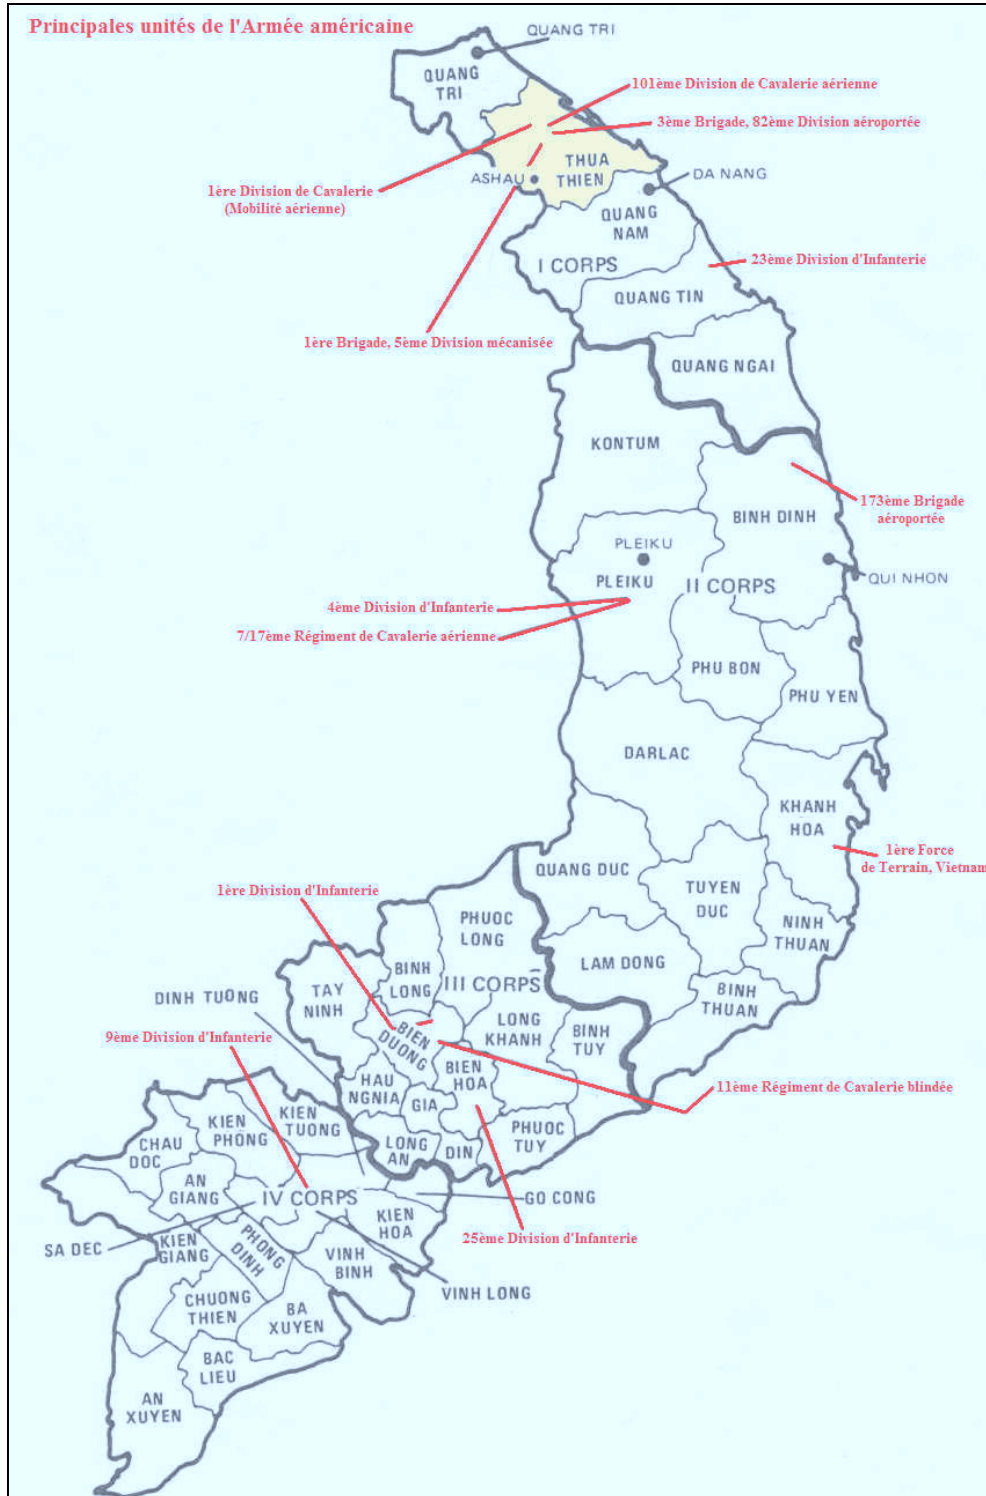 Principales unités de l'Armée américaine
QUANG TRI
QUANG
TRI
101ème Division de Cavalerie aérienne
3ème Brigade, 82ème Division aéroportée
THUA
THIEN
ASHAU
DA NANG
1ère Division de Cavalerie
(Mobilité aérienne)
QUANG
NAM
I CORPS
23ème Division d'Infanterie
QUANG TIN
1ère Brigade, 5ème Division mécanisée
QUANG NGAI
KONTUM
173ème Brigade
aéroportée
BINH DINH
PLEIKU
PLEIKU
II CORPS
QUI NHON
4ème Division d'Infanterie
7/17ème Régiment de Cavalerie aérienne
PHU BON
PHU YEN
DARLAC
KHANH
HOA
1ère Force
de Terrain, Vietnam
QUANG DUC
TUYEN
DUC
1ère Division d'Infanterie
PHUOC
LONG
NINH
THUAN
LAM DONG
BINH
LONG
III CORPS
TAY
NINH
DINH TUONG
BINH
THUAN
LONG
KHANH
BINH
TUY
BIEN
DUONG
9ème Division d'Infanterie
BIEN
HOA
HAU
NGNIA
11ème Régiment de Cavalerie blindée
GIA
KIEN
TUONG
KIEN
PHONG
PHUOC
TUY
CHAU
DOC
LONG
AN
DIN
AN
GIANG
IV CORPS
GO CONG
KIEN
HOA
25ème Division d'Infanterie
SA DEC
KIEN
GIANG
PHONG
DINH
VINH
BINH
VINH LONG
CHUONG
THIEN
BA
XUYEN
BAC
LIEU
AN
XUYEN